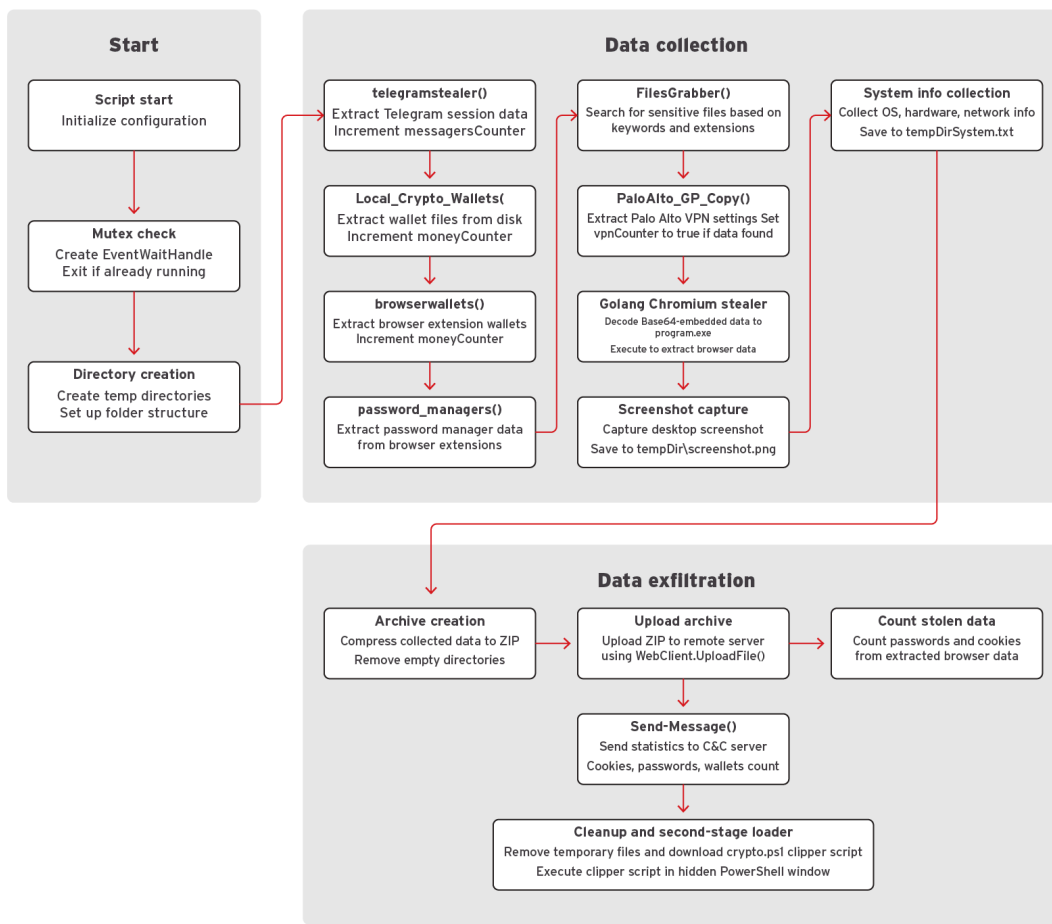 Start
Script start
Initialize configuration
Mutex check
Create EventWaitHandle
Exit if already running
Directory creation
Create temp directories
Set up folder structure
Data collection
telegramstealer()
Extract Telegram session data
Increment messagersCounter
Local_Crypto_Wallets(
Extract wallet files from disk
Increment moneyCounter
browserwallets()
Extract browser extension wallets
Increment moneyCounter
password_managers()
Extract password manager data
from browser extensions
FilesGrabber()
Search for sensitive files based on
keywords and extensions
PaloAlto_GP_Copy()
Extract Palo Alto VPN settings Set
vpnCounter to true if data found
Golang Chromium stealer
Decode Base64-embedded data to
program.exe
Execute to extract browser data
Screenshot capture
Capture desktop screenshot
Save to tempDir\screenshot.png
System info collection
Collect OS, hardware, network info
Save to tempDirSystem.txt
Data exfiltration
Archive creation
Compress collected data to ZIP
Remove empty directories
Upload archive
Upload ZIP to remote server
using WebClient.UploadFile()
Count stolen data
Count passwords and cookies
from extracted browser data
Send-Message()
Send statistics to C&C server
Cookies, passwords, wallets count
Cleanup and second-stage loader
Remove temporary files and download crypto.ps1 clipper script
Execute clipper script in hidden PowerShell window